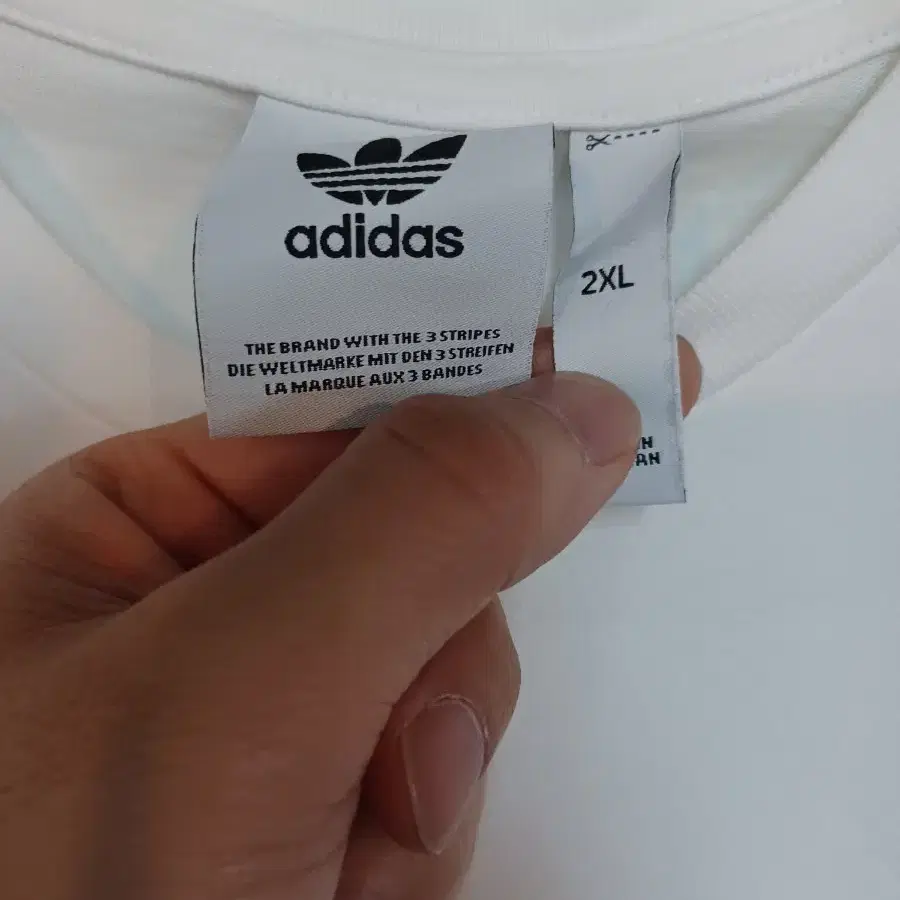 adidas
THE BRAND WITH THE 3 STRIPES
DIE WELTMARKE MIT DEN 3 STREIFEN
LA MARQUE AUX 3 BANDES
2XL